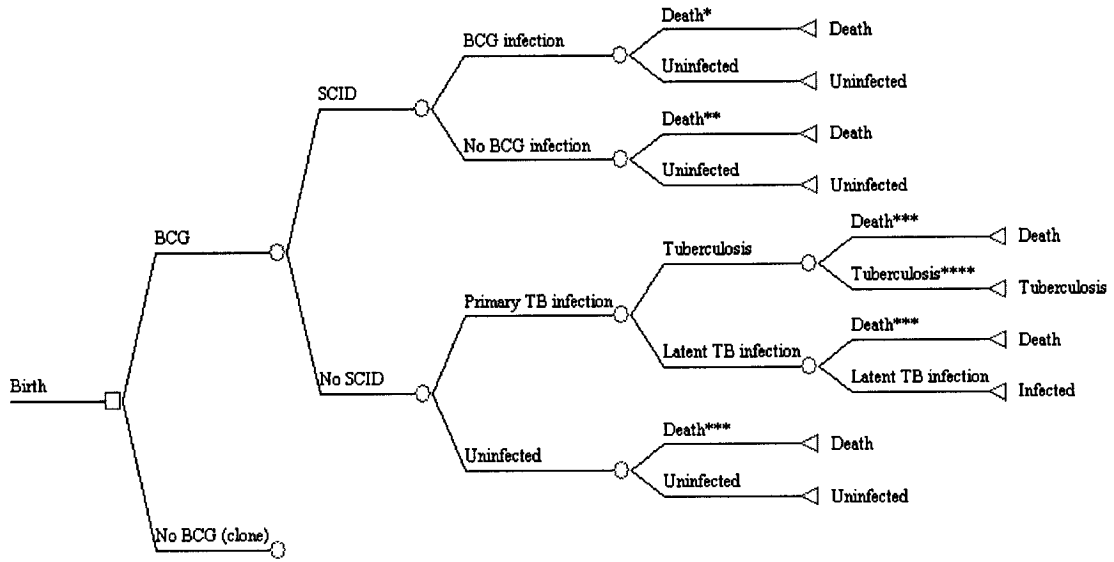 Death*
Death
BCG infection
Uninfected
Uninfected
SCID
Death**
Death
No BCG infection
Uninfected
Uninfected
BCG
Death***
Death
Tuberculosis
Tuberculosis****
Tuberculosis
Primary TB infection
Death***
Death
Latent TB infection
Latent TB infection
Infected
Birth
No SCID
Death***
Death
Uninfected
Uninfected
Uninfected
No BCG (clone)